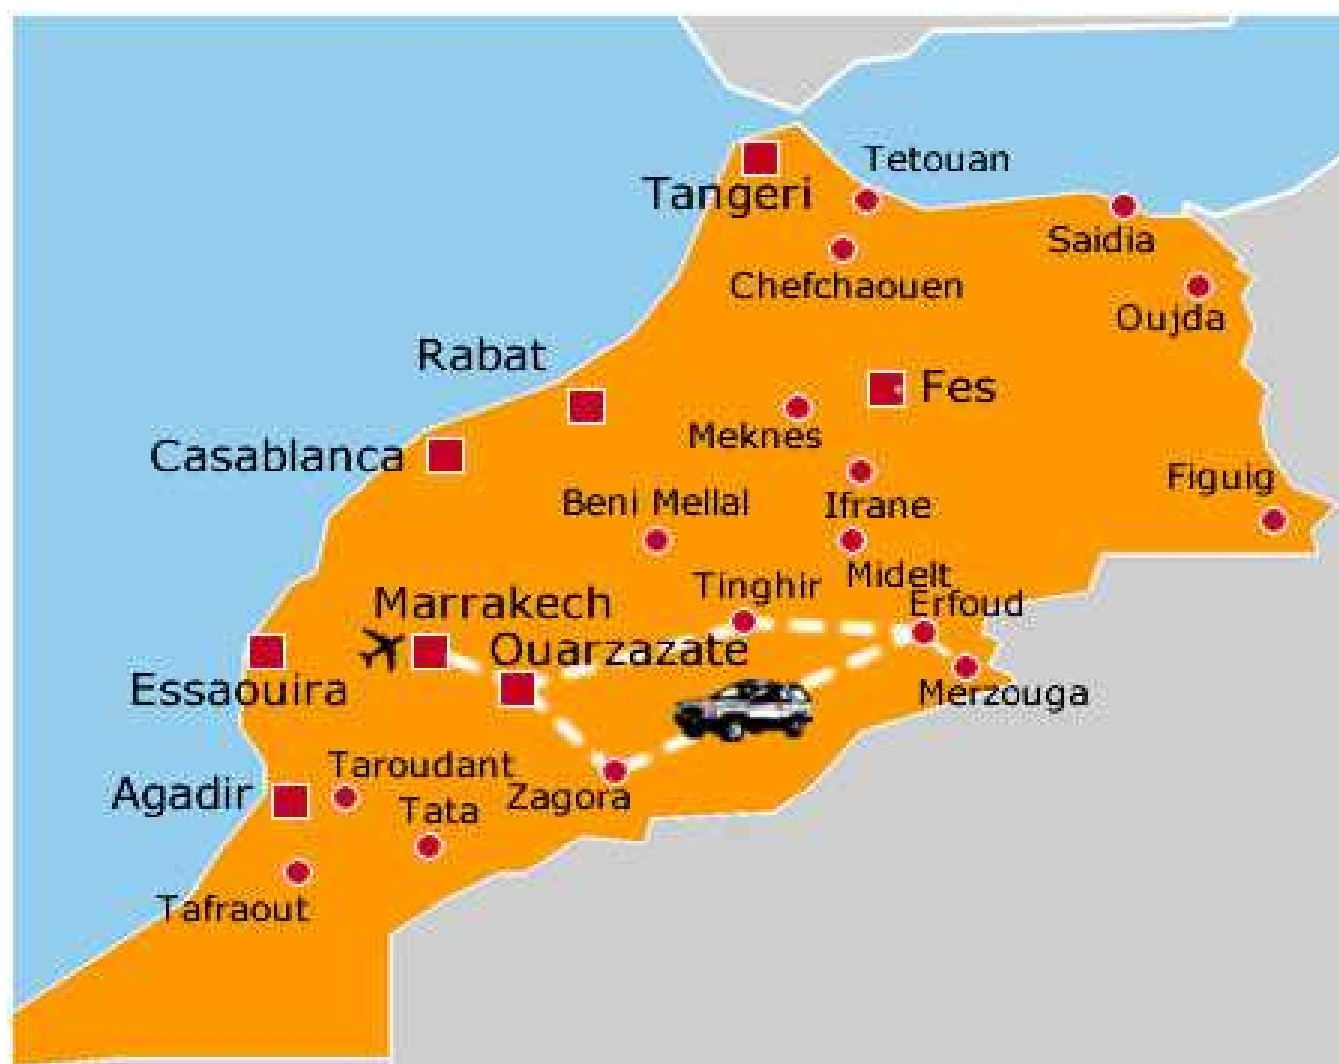 Tetouan
Tangeri
Saidia
Chefchaouen
Oujda
Rabat
Fes
Meknes
Casablanca
Figuig
Beni Mellal
Ifrane
Midelt
Tinghir
Erfoud
Marrakech
Ouarzazate
Essaouira
Merzouga
Taroudant
Agadir
Zagora
Tata
Tafraout